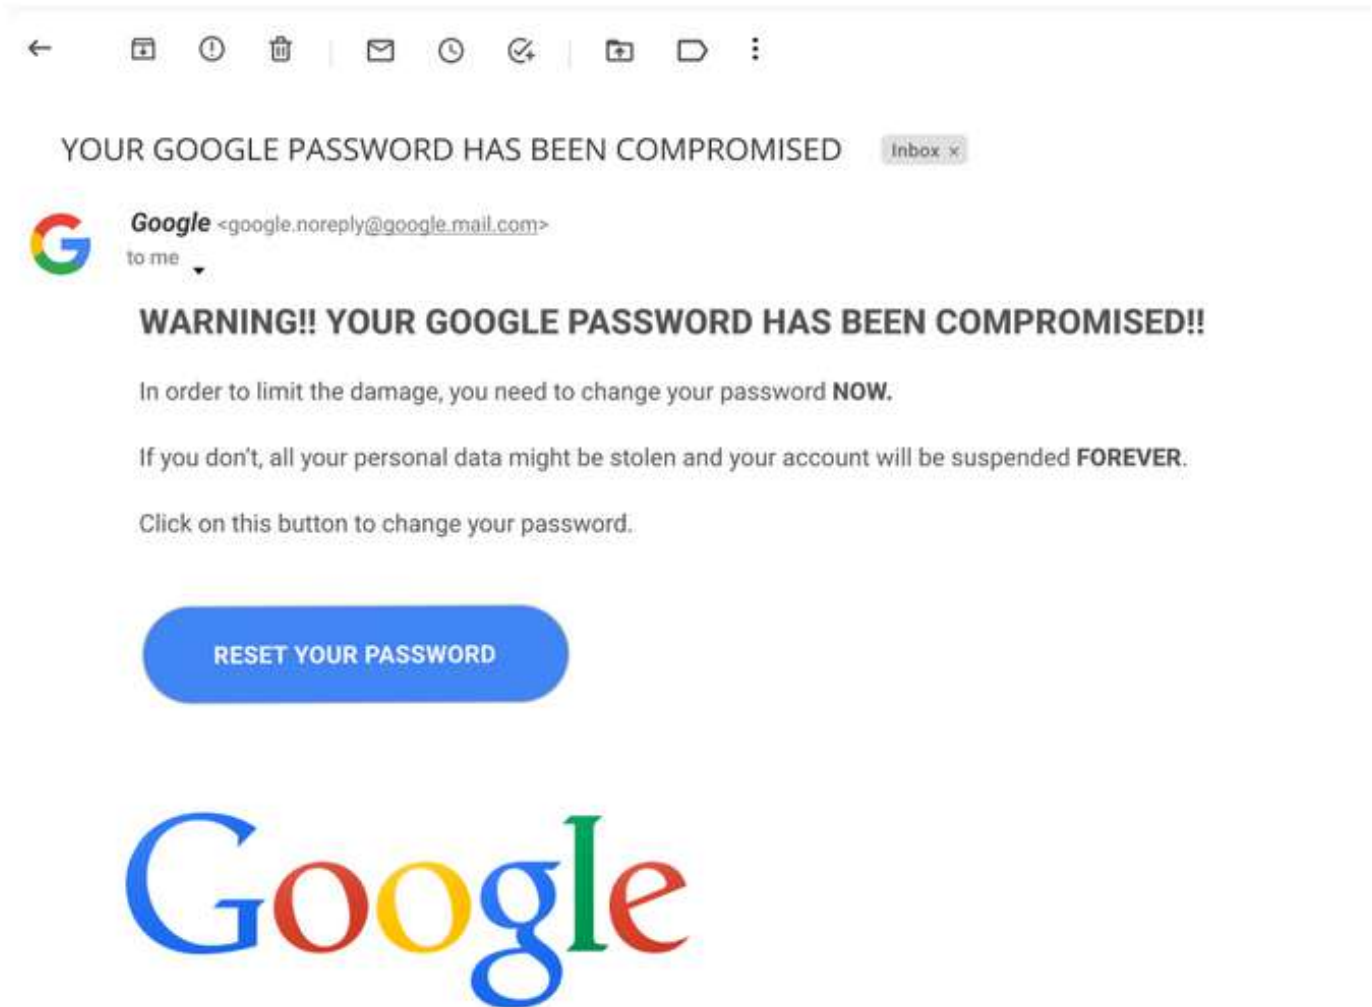 YOUR GOOGLE PASSWORD HAS BEEN COMPROMISED Inbox x
Google <google.noreply@google.mail.com>
to me
WARNING!! YOUR GOOGLE PASSWORD HAS BEEN COMPROMISED!!
In order to limit the damage, you need to change your password NOW.
If you don't, all your personal data might be stolen and your account will be suspended FOREVER.
Click on this button to change your password.
RESET YOUR PASSWORD
Google